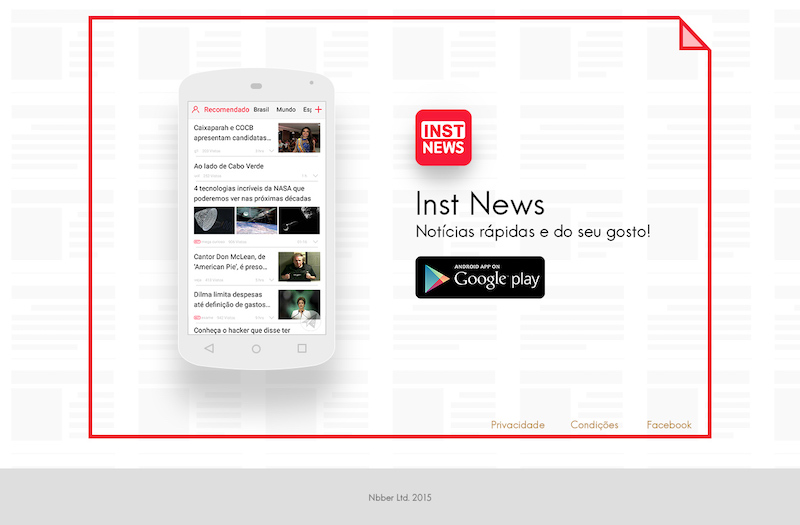 Recomendado Brasil Mundo Esp
Caixaparah e COCB
apresentam candidatas...
Ao lado de Cabo Verde
4 tecnologias incríveis da NASA que
poderemos ver nas próximas décadas
Cantor Don McLean, de
'American Pie', é preso...
Dilma limita despesas
até definição de gastos...
Conheça o hacker que disse ter
INST
NEWS
Inst News
Notícias rápidas e do seu gosto!
ANDROID APP ON
Google play
Privacidade Condições Facebook
Nbber Ltd. 2015